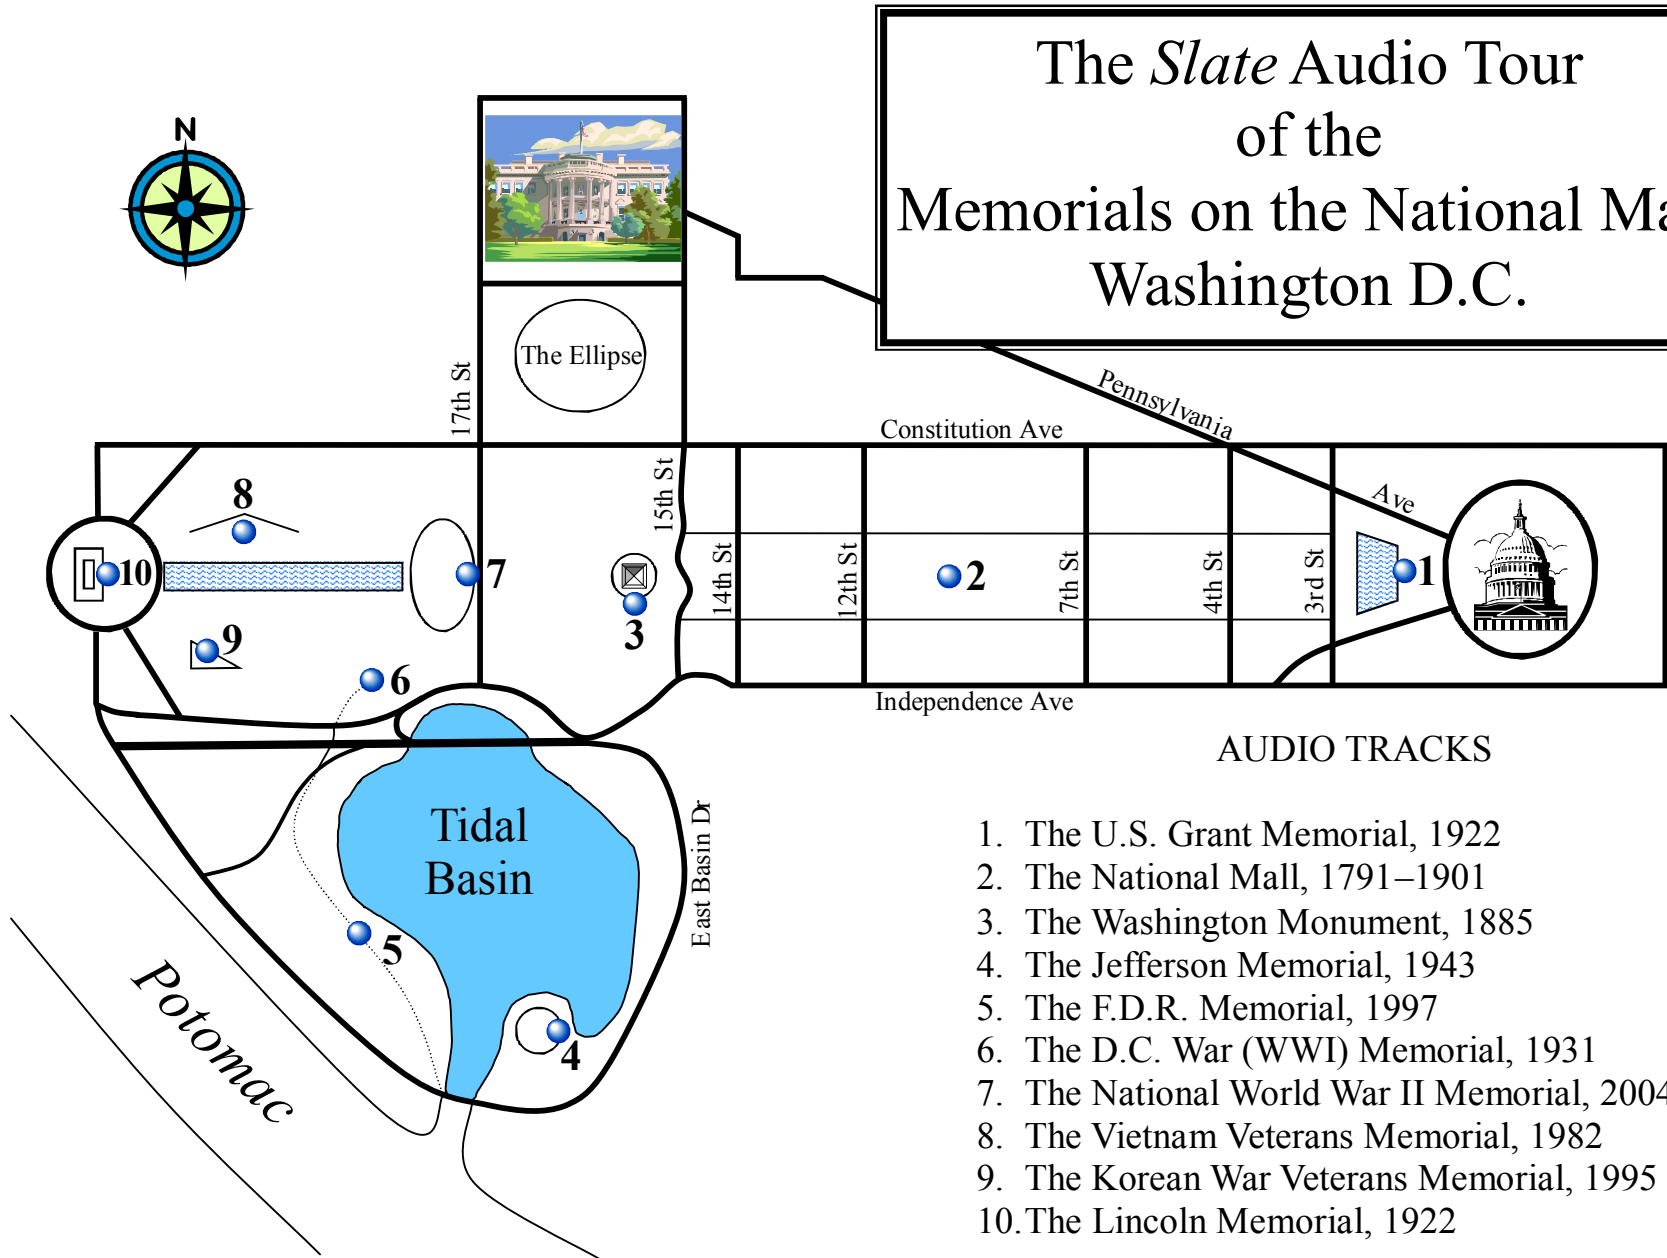 The Slate Audio Tour
of the
Memorials on the National Ma
Washington D.C.
N
The Ellipse
17th St
Constitution Ave
Pennsylvania
Ave
15th St
14th St
12th St
7th St
4th St
3rd St
8
10
7
3
2
1
9
6
Independence Ave
Tidal
Basin
East Basin Dr
5
4
Potomac
AUDIO TRACKS
1. The U.S. Grant Memorial, 1922
2. The National Mall, 1791–1901
3. The Washington Monument, 1885
4. The Jefferson Memorial, 1943
5. The F.D.R. Memorial, 1997
6. The D.C. War (WWI) Memorial, 1931
7. The National World War II Memorial, 2004
8. The Vietnam Veterans Memorial, 1982
9. The Korean War Veterans Memorial, 1995
10. The Lincoln Memorial, 1922